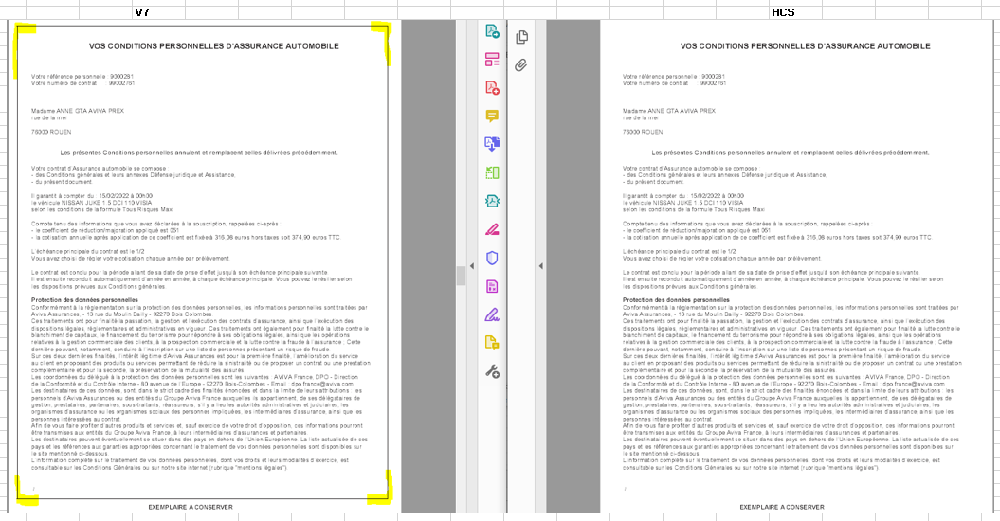 V7
VOS CONDITIONS PERSONNELLES D'ASSURANCE AUTOMOBILE
Votre référence personnelle : 9000281
Votre numéro de contrat : 99002761
Madame ANNE GTA AVIVA PREX
rue de la mer
76000 ROUEN
Les présentes Conditions personnelles annulent et remplacent celles délivrées précédemment.
Votre contrat d'Assurance automobile se compose :
- des Conditions générales et leurs annexes Défense juridique et Assistance,
- du présent document.
Il garantit à compter du : 15/02/2022 à 00h00
le véhicule NISSAN JUKE 1.5 DCI 110 VISIA
selon les conditions de la formule Tous Risques Maxi
Compte tenu des informations que vous avez déclarées à la souscription, rappelées ci-après :
- le coefficient de réduction/majoration appliqué est 061
- la cotisation annuelle après application de ce coefficient est fixée à 316,98 euros hors taxes soit 374,90 euros TTC.
L'échéance principale du contrat est le 1/2
Vous avez choisi de régler votre cotisation chaque année par prélèvement.
Le contrat est conclu pour la période allant de sa date de prise d'effet jusqu'à son échéance principale suivante
Il est ensuite reconduit automatiquement d'année en année, à chaque échéance principale. Vous pouvez le résilier selon
les dispositions prévues aux Conditions générales
Protection des données personnelles
Conformément à la réglementation sur la protection des données personnelles, les informations personnelles sont traitées par
Aviva Assurances, - 13 rue du Moulin Bailly - 92270 Bois Colombes
Ces traitements ont pour finalité la passation, la gestion et l'exécution des contrats d'assurance, ainsi que l'exécution des
dispositions légales, réglementaires et administratives en vigueur. Ces traitements ont également pour finalité la lutte contre le
blanchiment de capitaux, le financement du terrorisme pour répondre à ses obligations légales, ainsi que les opérations
relatives à la gestion commerciale des clients, à la prospection commerciale et à la lutte contre la fraude à l'assurance . Cette
dernière pouvant, notamment, conduire à l'inscription sur une liste de personnes présentant un risque de fraude
Sur ces deux dernières finalités, l'intérêt légitime d'Aviva Assurances est pour la première finalité, l'amélioration du service
au client en proposant des produits ou services permettant de réduire la sinistralité ou de proposer un contrat ou une prestation
complémentaire et pour la seconde, la préservation de la mutualité des assurés
Les coordonnées du délégué à la protection des données personnelles sont les suivantes : AVIVA France, DPO - Direction
de la Conformité et du Contrôle Interne - 80 avenue de l'Europe - 92270 Bois-Colombes - Email : dpo.france@aviva.com
Les destinataires de ces données, sont, dans le strict cadre des finalités énoncées et dans la limite de leurs attributions : les
personnels d'Aviva Assurances ou des entités du Groupe Aviva France auxquelles ils appartiennent, de ses délégataires de
gestion, prestataires, partenaires, sous-traitants, réassureurs, s'il y a lieu les autorités administratives et judiciaires, les
organismes d'assurance ou les organismes sociaux des personnes impliquées, les intermédiaires d'assurance, ainsi que les
personnes intéressées au contrat.
Afin de vous faire profiter d'autres produits et services et, sauf exercice de votre droit d'opposition, ces informations pourront
être transmises aux entités du Groupe Aviva France, à leurs intermédiaires et partenaires
Les destinataires peuvent éventuellement se situer dans des pays en dehors de l'Union Européenne. La liste actualisée de ces
pays et les références aux garanties appropriées concernant le traitement de vos données personnelles sont disponibles sur
le site mentionné ci-dessous
L'information complète sur le traitement de vos données personnelles, dont vos droits et leurs modalités d'exercice, est
consultable sur les Conditions Générales ou sur notre site internet (rubrique "mentions légales").
/
EXEMPLAIRE A CONSERVER
HCS
VOS CONDITIONS PERSONNELLES D'ASSURANCE AUTOMOBILE
Votre référence personnelle : 9000281
Votre numéro de contrat : 99002761
Madame ANNE GTA AVIVA PREX
rue de la mer
76000 ROUEN
Les présentes Conditions personnelles annulent et remplacent celles délivrées précédemment.
Votre contrat d'Assurance automobile se compose :
- des Conditions générales et leurs annexes Défense juridique et Assistance,
- du présent document.
Il garantit à compter du : 15/02/2022 à 00h00
le véhicule NISSAN JUKE 1.5 DCI 110 VISIA
selon les conditions de la formule Tous Risques Maxi
Compte tenu des informations que vous avez déclarées à la souscription, rappelées ci-après :
- le coefficient de réduction/majoration appliqué est 061
- la cotisation annuelle après application de ce coefficient est fixée à 316,98 euros hors taxes soit 374,90 euros TTC.
L'échéance principale du contrat est le 1/2
Vous avez choisi de régler votre cotisation chaque année par prélèvement.
Le contrat est conclu pour la période allant de sa date de prise d'effet jusqu'à son échéance principale suivante
Il est ensuite reconduit automatiquement d'année en année, à chaque échéance principale. Vous pouvez le résilier selon
les dispositions prévues aux Conditions générales
Protection des données personnelles
Conformément à la réglementation sur la protection des données personnelles, les informations personnelles sont traitées par
Aviva Assurances, - 13 rue du Moulin Bailly - 92270 Bois Colombes
Ces traitements ont pour finalité la passation, la gestion et l'exécution des contrats d'assurance, ainsi que l'exécution des
dispositions légales, réglementaires et administratives en vigueur. Ces traitements ont également pour finalité la lutte contre le
blanchiment de capitaux, le financement du terrorisme pour répondre à ses obligations légales, ainsi que les opérations
relatives à la gestion commerciale des clients, à la prospection commerciale et à la lutte contre la fraude à l'assurance . Cette
dernière pouvant, notamment, conduire à l'inscription sur une liste de personnes présentant un risque de fraude
Sur ces deux dernières finalités, l'intérêt légitime d'Aviva Assurances est pour la première finalité, l'amélioration du service
au client en proposant des produits ou services permettant de réduire la sinistralité ou de proposer un contrat ou une prestation
complémentaire et pour la seconde, la préservation de la mutualité des assurés
Les coordonnées du délégué à la protection des données personnelles sont les suivantes : AVIVA France, DPO - Direction
de la Conformité et du Contrôle Interne - 80 avenue de l'Europe - 92270 Bois-Colombes - Email : dpo.france@aviva.com
Les destinataires de ces données, sont, dans le strict cadre des finalités énoncées et dans la limite de leurs attributions : les
personnels d'Aviva Assurances ou des entités du Groupe Aviva France auxquelles ils appartiennent, de ses délégataires de
gestion, prestataires, partenaires, sous-traitants, réassureurs, s'il y a lieu les autorités administratives et judiciaires, les
organismes d'assurance ou les organismes sociaux des personnes impliquées, les intermédiaires d'assurance, ainsi que les
personnes intéressées au contrat.
Afin de vous faire profiter d'autres produits et services et, sauf exercice de votre droit d'opposition, ces informations pourront
être transmises aux entités du Groupe Aviva France, à leurs intermédiaires et partenaires
Les destinataires peuvent éventuellement se situer dans des pays en dehors de l'Union Européenne. La liste actualisée de ces
pays et les références aux garanties appropriées concernant le traitement de vos données personnelles sont disponibles sur
le site mentionné ci-dessous
L'information complète sur le traitement de vos données personnelles, dont vos droits et leurs modalités d'exercice, est
consultable sur les Conditions Générales ou sur notre site internet (rubrique "mentions légales").
/
EXEMPLAIRE A CONSERVER